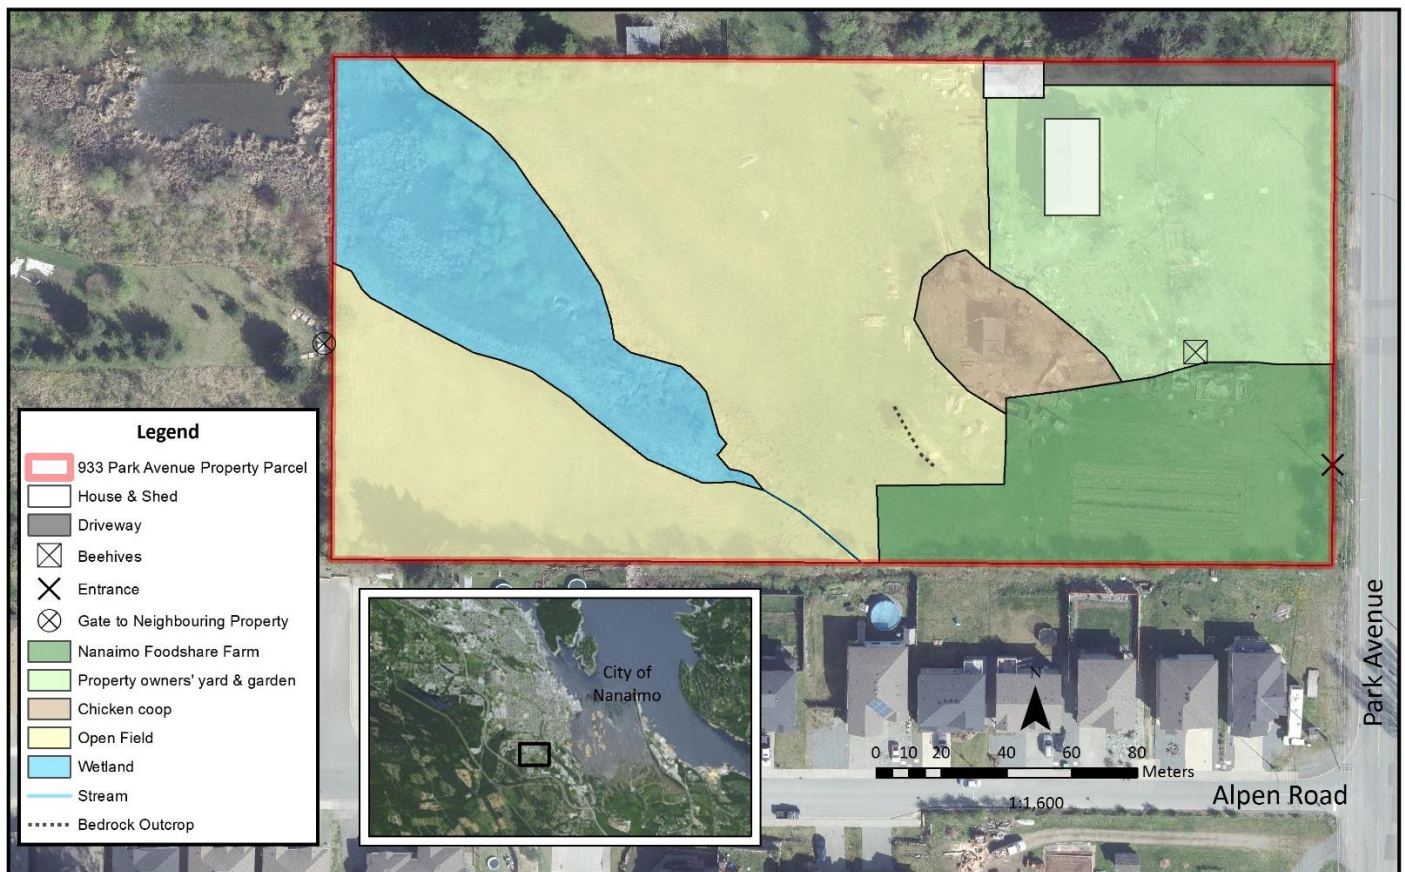 Legend
933 Park Avenue Property Parcel
House & Shed
Driveway
Beehives
Entrance
Gate to Neighbouring Property
Nanaimo Foodshare Farm
Property owners' yard & garden
Chicken coop
Open Field
Wetland
Stream
Bedrock Outcrop
City of
Nanaimo
N
0 10 20 40 60 80
Meters
1:1,600
Alpen Road
Park Avenue